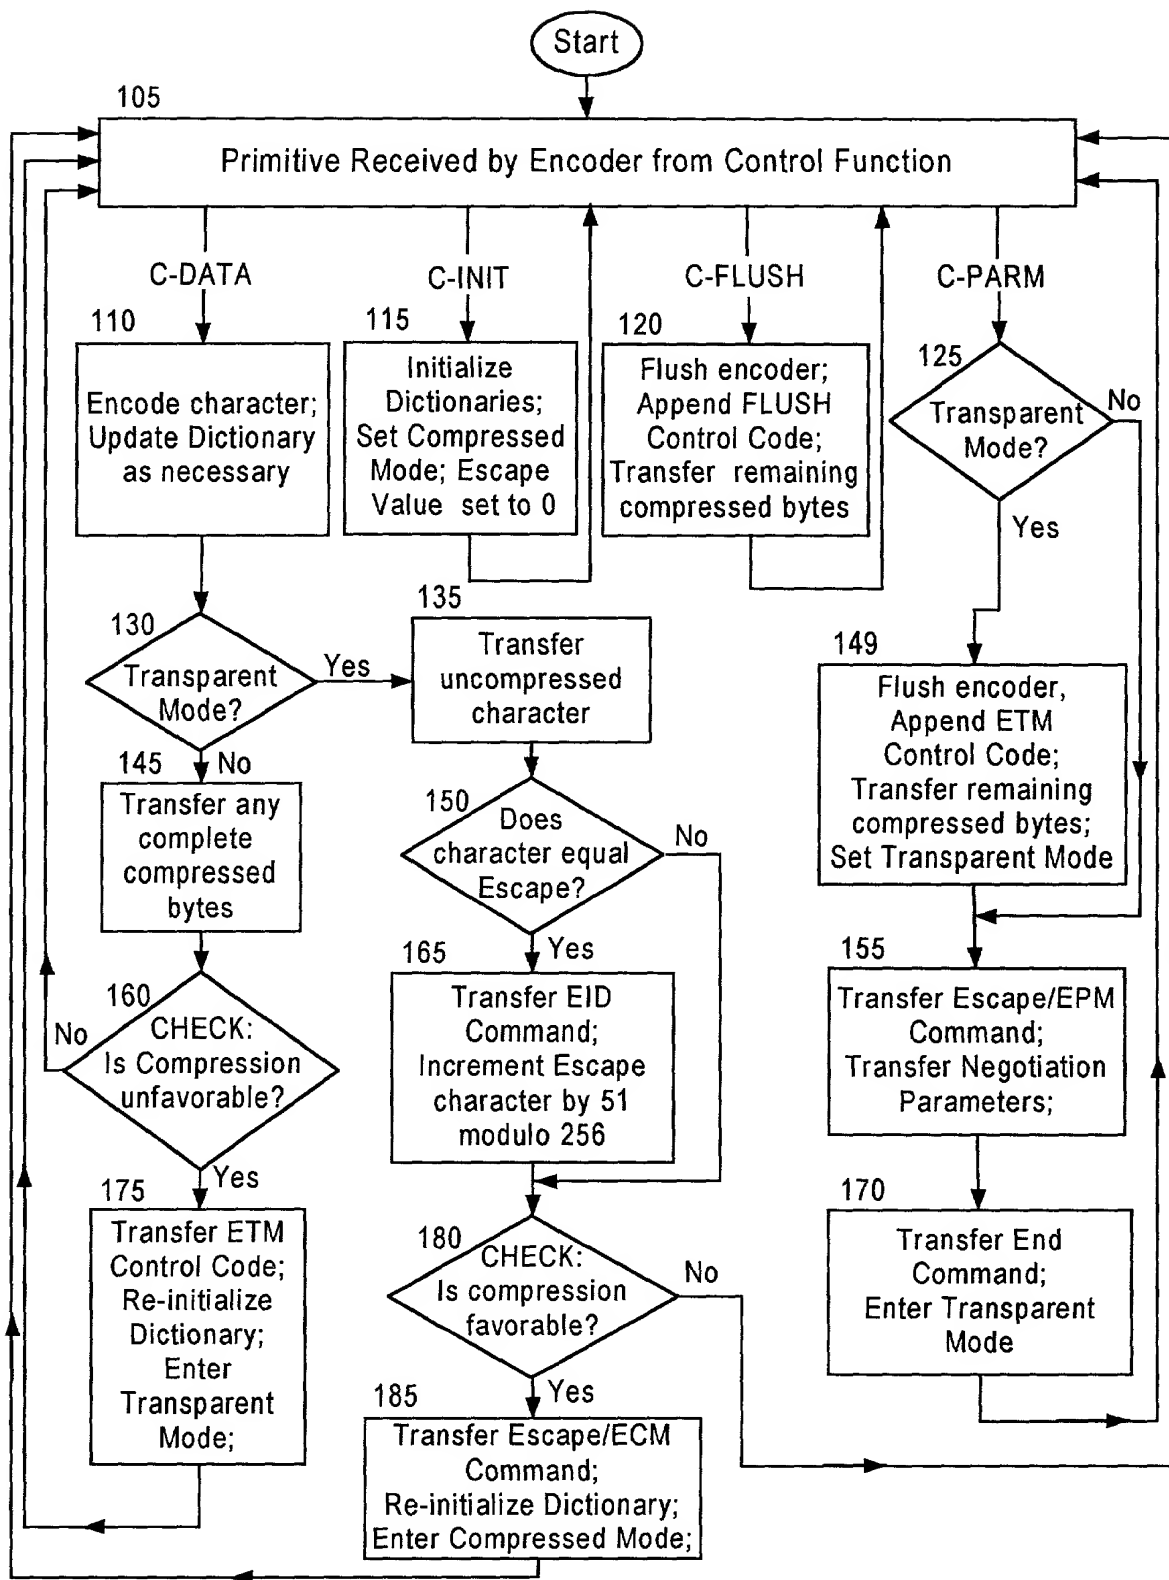 Start
105
Primitive Received by Encoder from Control Function
C-DATA
C-INIT
C-FLUSH
C-PARM
110
Encode character;
Update Dictionary
as necessary
115
Initialize
Dictionaries;
Set Compressed
Mode; Escape
Value set to 0
120
Flush encoder;
Append FLUSH
Control Code;
Transfer remaining
compressed bytes
125
Transparent
Mode?
No
Yes
130
Transparent
Mode?
Yes
No
135
Transfer
uncompressed
character
149
Flush encoder,
Append ETM
Control Code;
Transfer remaining
compressed bytes;
Set Transparent Mode
145
Transfer any
complete
compressed
bytes
150
Does
character equal
Escape?
No
Yes
155
Transfer Escape/EPM
Command;
Transfer Negotiation
Parameters;
160
CHECK:
Is Compression
unfavorable?
No
Yes
165
Transfer EID
Command;
Increment Escape
character by 51
modulo 256
170
Transfer End
Command;
Enter Transparent
Mode
175
Transfer ETM
Control Code;
Re-initialize
Dictionary;
Enter
Transparent
Mode;
180
CHECK:
Is compression
favorable?
No
Yes
185
Transfer Escape/ECM
Command;
Re-initialize Dictionary;
Enter Compressed Mode;